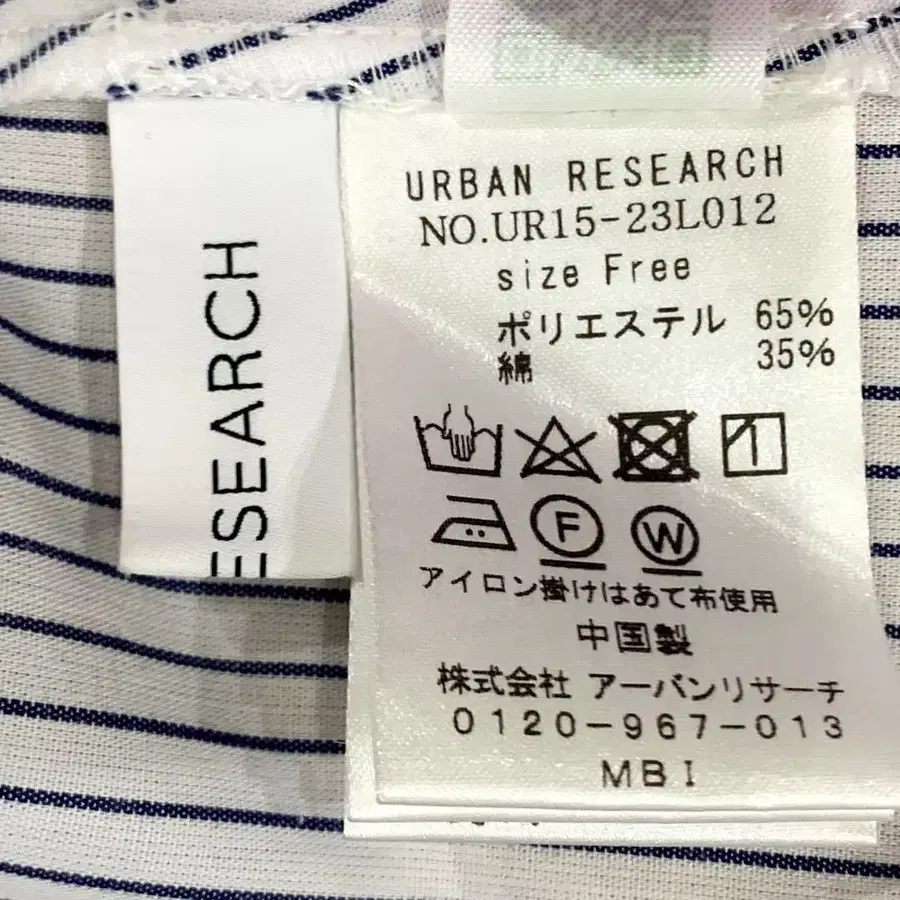 ESEARCH
URBAN RESEARCH
NO.UR15-23L012
size Free
ポリエステル 65%
綿 35%
F W
アイロン掛けはあて布使用
中国製
株式会社 アーバンリサーチ
0120-967-013
MBI